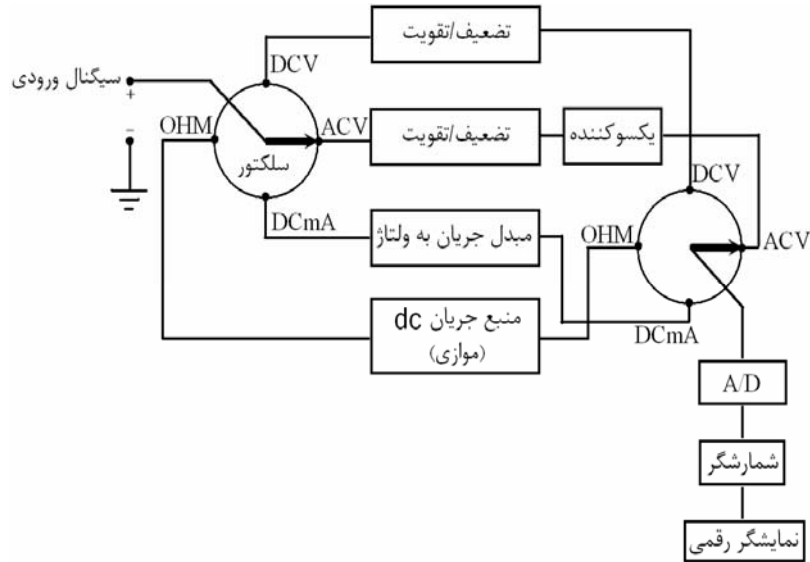 تضعیف/تقویت
DCV
سیگنال ورودی
+
-
OHM
ACV
تضعیف/تقویت
یکسوکننده
سلکتور
DCV
DCmA
مبدل جریان به ولتاژ
OHM
ACV
منبع جریان dc
(موازی)
DCmA
A/D
شمارشگر
نمایشگر رقمی